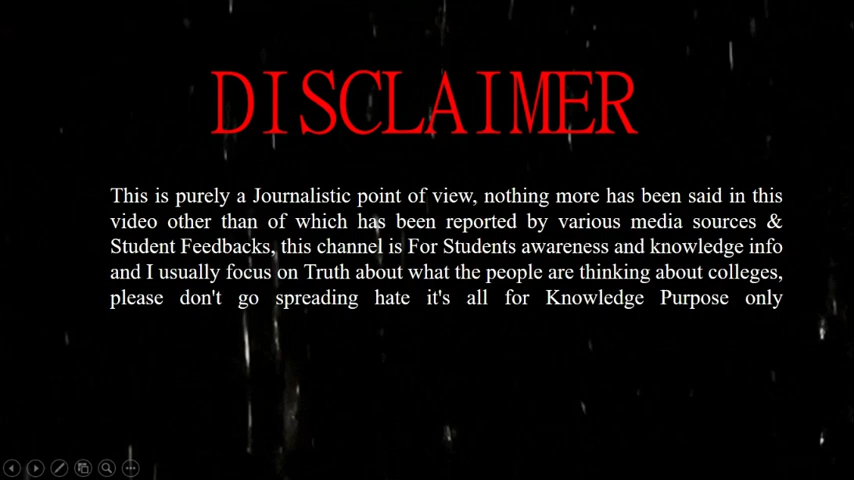 DISCLAIMER
This is purely a Journalistic point of view, nothing more has been said in this
video other than of which has been reported by various media sources &
Student Feedbacks, this channel is For Students awareness and knowledge info
and I usually focus on Truth about what the people are thinking about colleges,
please don't go spreading hate it's all for Knowledge Purpose only